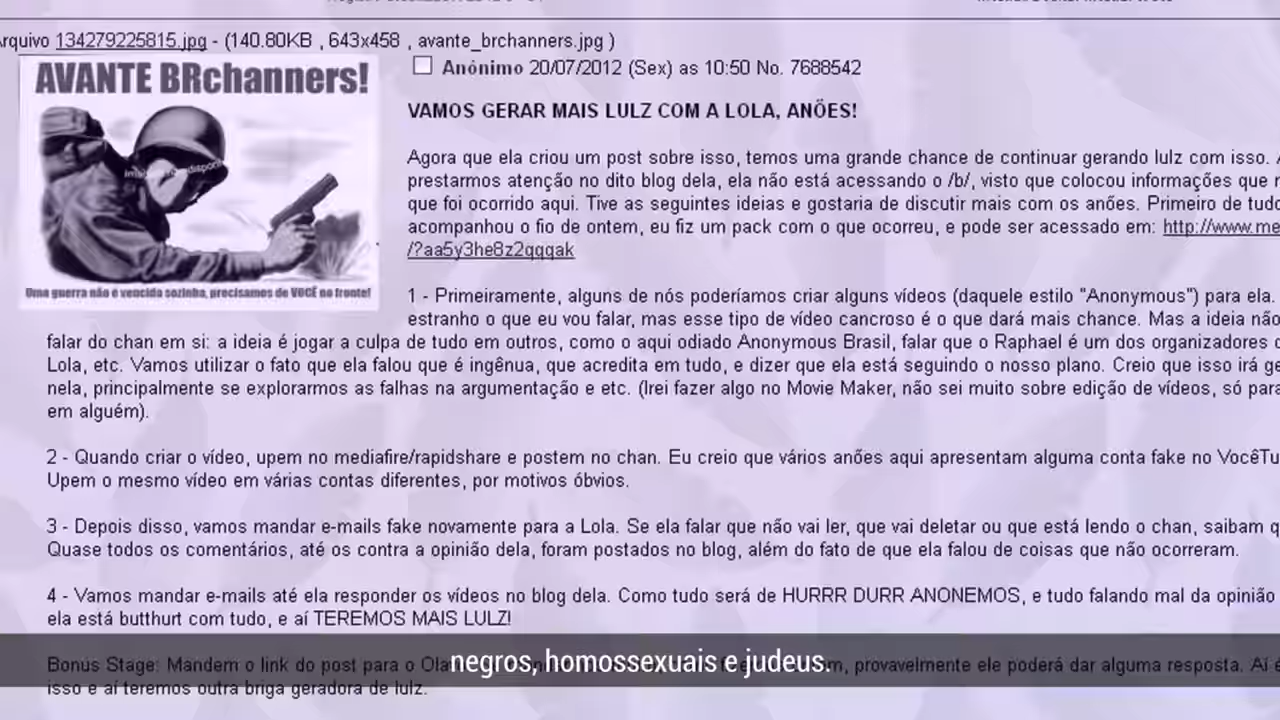 rquivo 134279225815.jpg - (140.80KB , 643x458 , avante_brchanners.jpg )
AVANTE BRchanners!
Uma guerra não é vencida sozinha, precisamos de VOCÊ no fronte!
Anônimo 20/07/2012 (Sex) as 10:50 No. 7688542
VAMOS GERAR MAIS LULZ COM A LOLA, ANÕES!
Agora que ela criou um post sobre isso, temos uma grande chance de continuar gerando lulz com isso.
prestarmos atenção no dito blog dela, ela não está acessando o /b/, visto que colocou informações que
que foi ocorrido aqui. Tive as seguintes ideias e gostaria de discutir mais com os anões. Primeiro de tudo
acompanhou o fio de ontem, eu fiz um pack com o que ocorreu, e pode ser acessado em: http://www.me
/?aa5y3he8z2qqqak
1 - Primeiramente, alguns de nós poderíamos criar alguns vídeos (daquele estilo "Anonymous") para ela.
estranho o que eu vou falar, mas esse tipo de vídeo cancroso é o que dará mais chance. Mas a ideia não
falar do chan em si: a ideia é jogar a culpa de tudo em outros, como o aqui odiado Anonymous Brasil, falar que o Raphael é um dos organizadores
Lola, etc. Vamos utilizar o fato que ela falou que é ingênua, que acredita em tudo, e dizer que ela está seguindo o nosso plano. Creio que isso irá ge
nela, principalmente se explorarmos as falhas na argumentação e etc. (Irei fazer algo no Movie Maker, não sei muito sobre edição de vídeos, só para
em alguém).
2 - Quando criar o vídeo, upem no mediafire/rapidshare e postem no chan. Eu creio que vários anões aqui apresentam alguma conta fake no VocêTu
Upem o mesmo vídeo em várias contas diferentes, por motivos óbvios.
3 - Depois disso, vamos mandar e-mails fake novamente para a Lola. Se ela falar que não vai ler, que vai deletar ou que está lendo o chan, saibam q
Quase todos os comentários, até os contra a opinião dela, foram postados no blog, além do fato de que ela falou de coisas que não ocorreram.
4 - Vamos mandar e-mails até ela responder os vídeos no blog dela. Como tudo será de HURRR DURR ANONEMOS, e tudo falando mal da opinião
ela está butthurt com tudo, e aí TEREMOS MAIS LULZ!
Bonus Stage: Mandem o link do post para o Ola
provavelmente ele poderá dar alguma resposta. Aí
negros, homossexuais e judeus.
isso e aí teremos outra briga geradora de lulz.